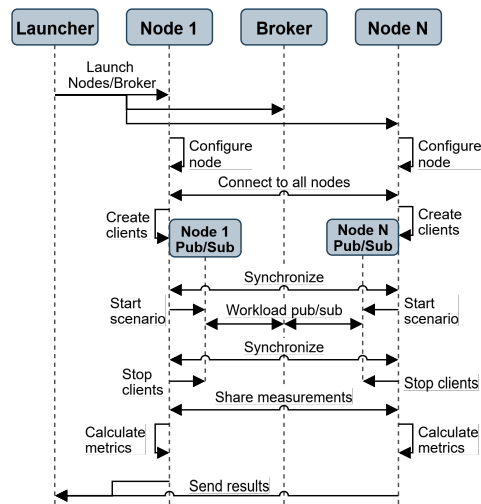 Launcher
Node 1
Broker
Node N
Launch
Nodes/Broker
Configure
node
Configure
node
Connect to all nodes
Create
clients
Create
clients
Node 1
Pub/Sub
Node N
Pub/Sub
Synchronize
Start
scenario
Workload pub/sub
Start
scenario
Synchronize
Stop
clients
Stop clients
Share measurements
Calculate
metrics
Calculate
metrics
Send results